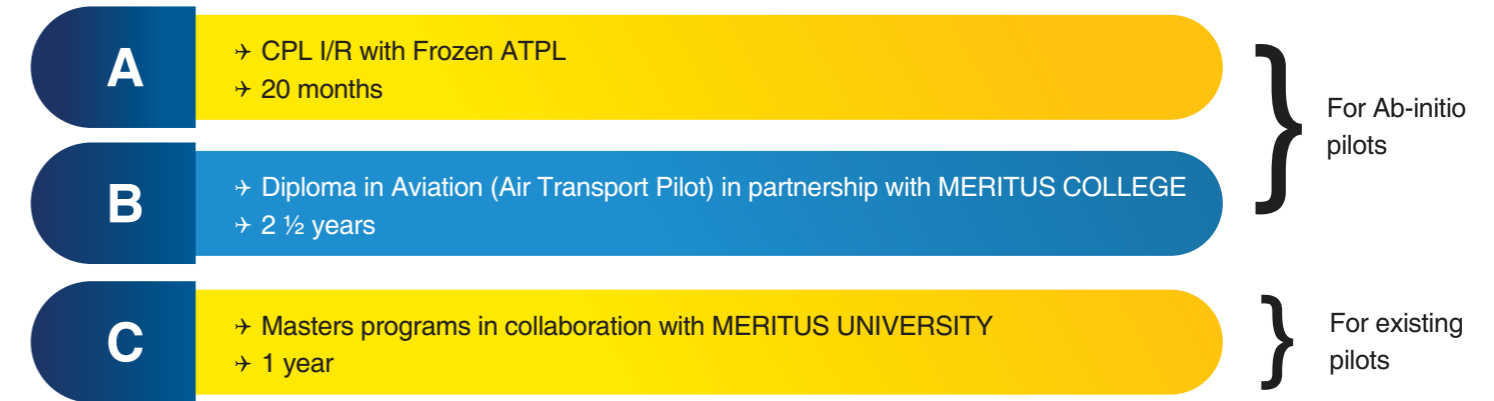 A
✈ CPL I/R with Frozen ATPL
✈ 20 months
B
✈ Diploma in Aviation (Air Transport Pilot) in partnership with MERITUS COLLEGE
✈ 2 ½ years
For Ab-initio
pilots
C
✈ Masters programs in collaboration with MERITUS UNIVERSITY
✈ 1 year
For existing
pilots